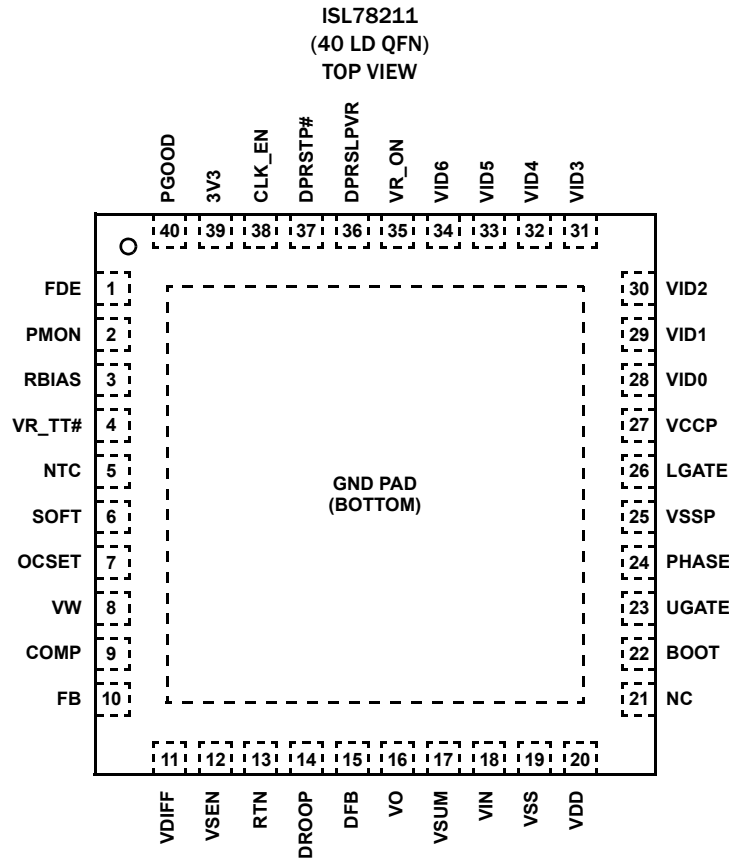 ISL78211
(40 LD QFN)
TOP VIEW
PGOOD
3V3
CLK_EN
DPRSTP#
DPRSLPVR
VR_ON
VID6
VID5
VID4
VID3
40 39 38 37 36 35 34 33 32 31
FDE 1
PMON 2
RBIAS 3
VR_TT# 4
NTC 5
SOFT 6
OCSET 7
VW 8
COMP 9
FB 10
GND PAD
(BOTTOM)
30 VID2
29 VID1
28 VID0
27 VCCP
26 LGATE
25 VSSP
24 PHASE
23 UGATE
22 BOOT
21 NC
11 12 13 14 15 16 17 18 19 20
VDIFF
VSEN
RTN
DROOP
DFB
VO
VSUM
VIN
VSS
VDD